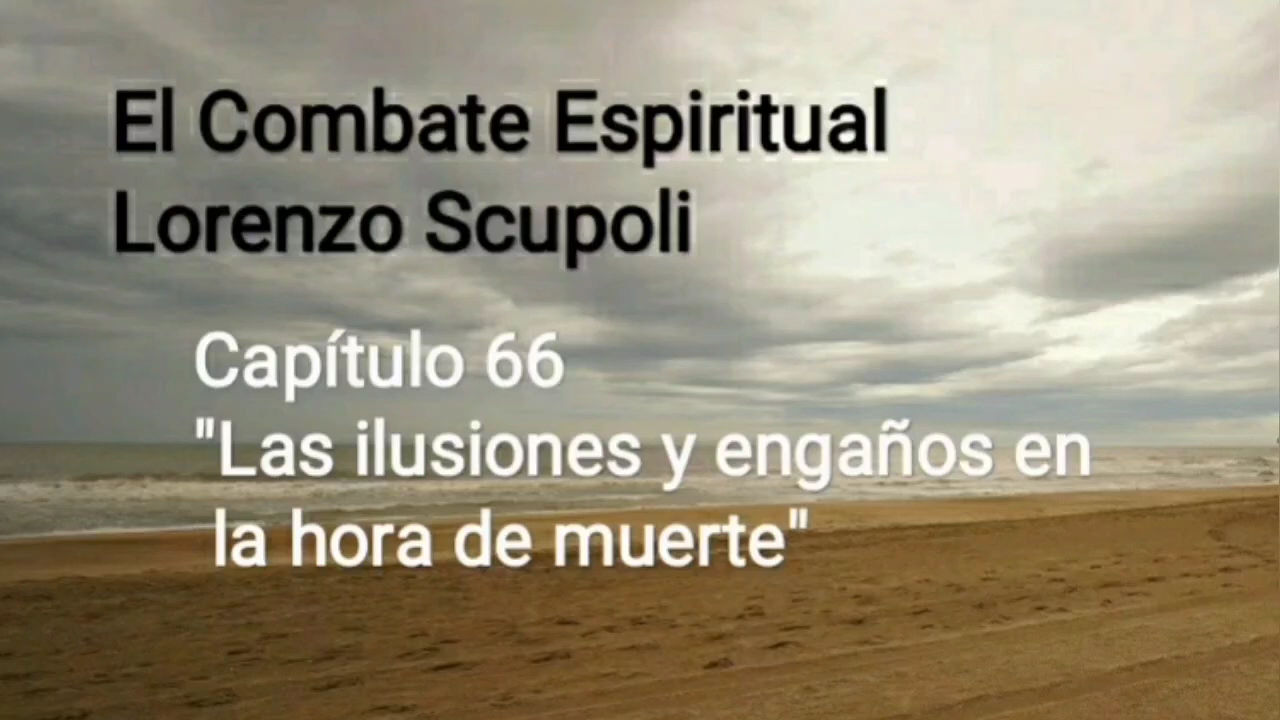 El Combate Espiritual
Lorenzo Scupoli
Capítulo 66
"Las ilusiones y engaños en
la hora de muerte"